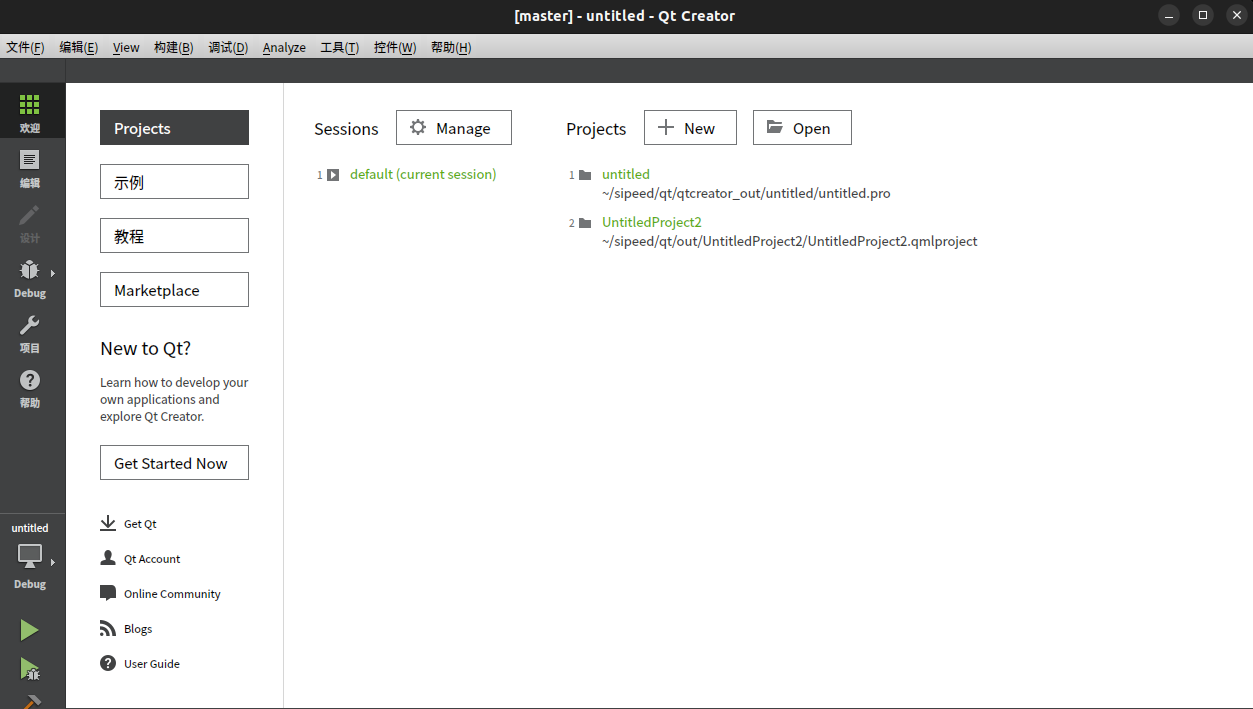 [master] - untitled - Qt Creator
文件(F) 编辑(E) View 构建(B) 调试(D) Analyze 工具(T) 控件(W) 帮助(H)
欢迎
编辑
设计
Debug
项目
帮助
untitled
Debug
Projects
示例
教程
Marketplace
New to Qt?
Learn how to develop your
own applications and
explore Qt Creator.
Get Started Now
Get Qt
Qt Account
Online Community
Blogs
User Guide
Sessions Manage
1 default (current session)
Projects New Open
1 untitled
~/sipeed/qt/qtcreator_out/untitled/untitled.pro
2 UntitledProject2
~/sipeed/qt/out/UntitledProject2/UntitledProject2.qmlproject